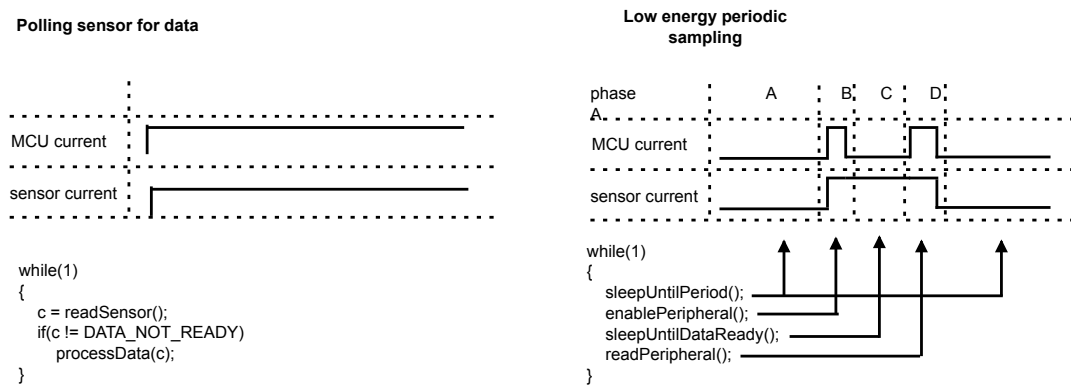 Polling sensor for data
MCU current
sensor current
while(1)
{
c = readSensor();
if(c != DATA_NOT_READY)
processData(c);
}
Low energy periodic
sampling
phase A B C D
A
MCU current
sensor current
while(1)
{
sleepUntilPeriod();
enablePeripheral();
sleepUntilDataReady();
readPeripheral();
}